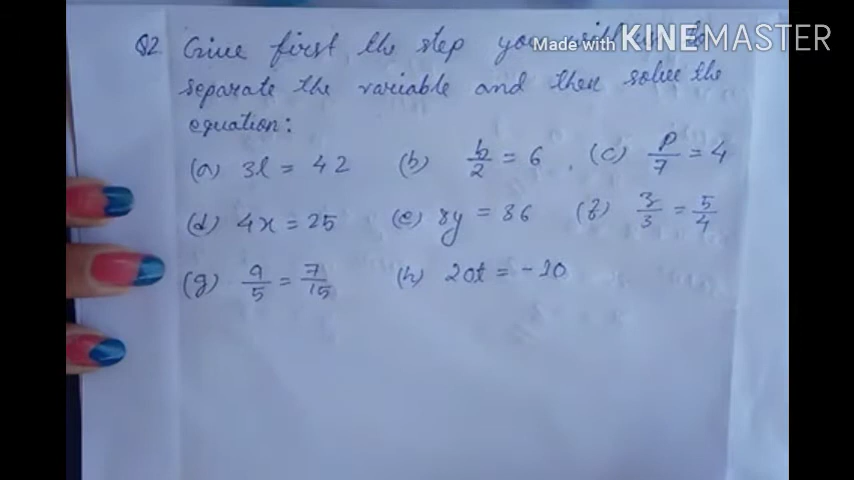 Made with KINEMASTER
Q2. Give first the step you
separate the variable and then solve the
equation:
(a) 3l = 42 (b) b/2 = 6 . (c) p/7 = 4
(d) 4x = 25 (e) 8y = 36 (f) z/3 = 5/4
(g) a/5 = 7/15 (h) 20t = -10